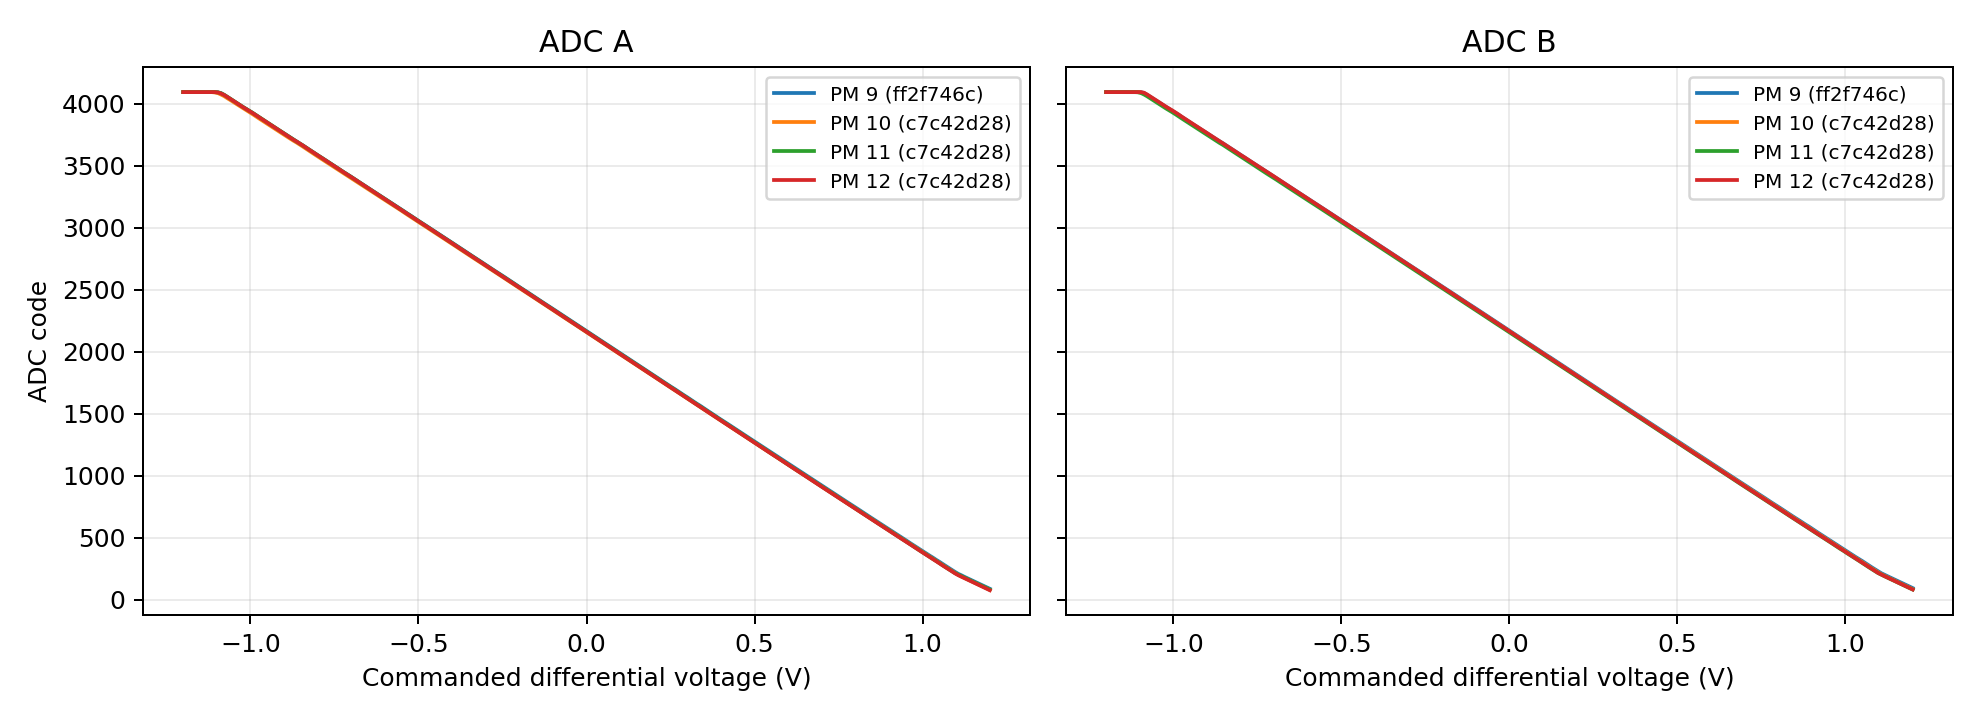 ADC A
ADC B
PM 9 (ff2f746c)
PM 10 (c7c42d28)
PM 11 (c7c42d28)
PM 12 (c7c42d28)
PM 9 (ff2f746c)
PM 10 (c7c42d28)
PM 11 (c7c42d28)
PM 12 (c7c42d28)
ADC code
4000
3500
3000
2500
2000
1500
1000
500
0
−1.0 −0.5 0.0 0.5 1.0
−1.0 −0.5 0.0 0.5 1.0
Commanded differential voltage (V)
Commanded differential voltage (V)